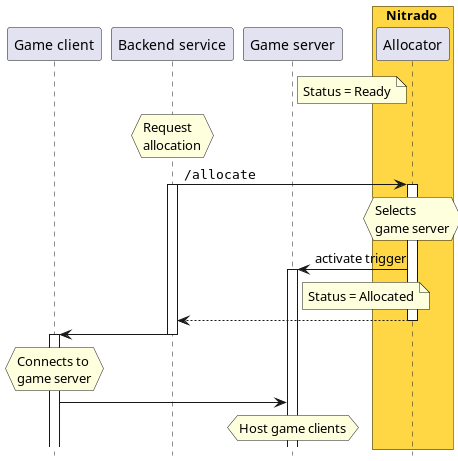 Nitrado
Game client
Backend service
Game server
Allocator
Status = Ready
Request
allocation
/allocate
Selects
game server
activate trigger
Status = Allocated
Connects to
game server
Host game clients